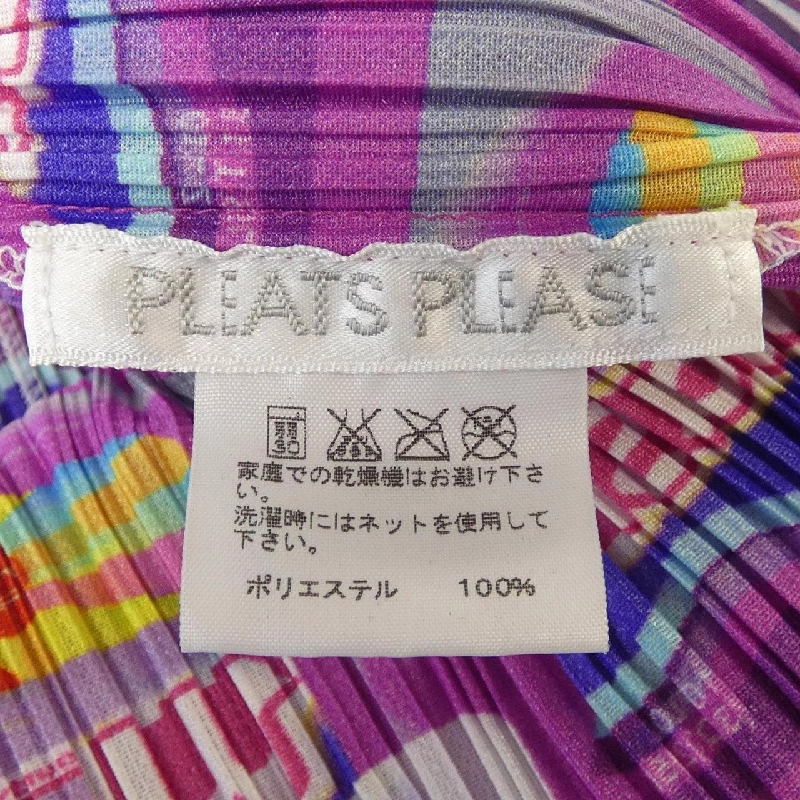 PLEATS PLEASE
家庭での乾燥機はお避け下さ
い。
洗濯時にはネットを使用して
下さい。
ポリエステル 100%